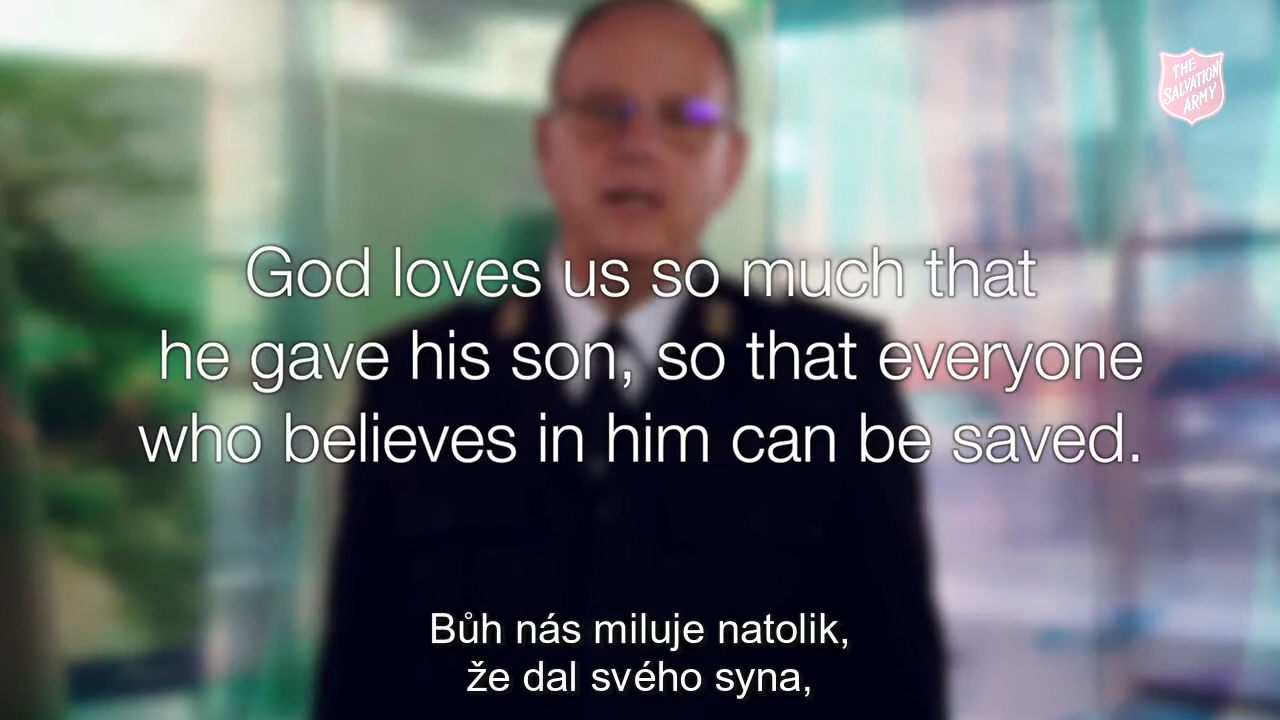 THE
SALVATION
ARMY
God loves us so much that
he gave his son, so that everyone
who believes in him can be saved.
Bůh nás miluje natolik,
že dal svého syna,